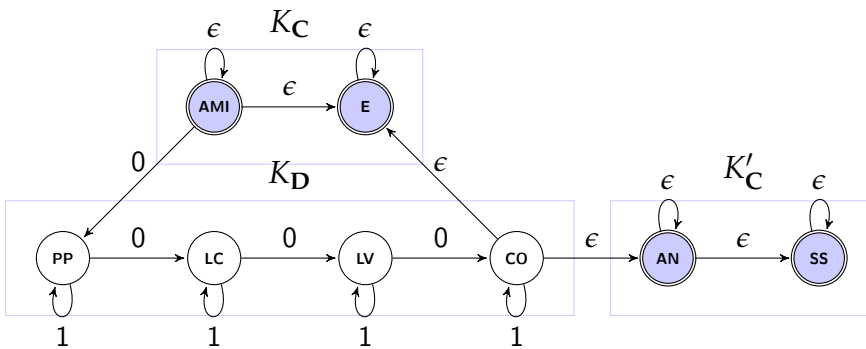 K_C
ϵ ϵ
AMI ϵ E
0 ϵ
K_D K'_C
ϵ ϵ
PP 0 LC 0 LV 0 CO ϵ AN ϵ SS
1 1 1 1